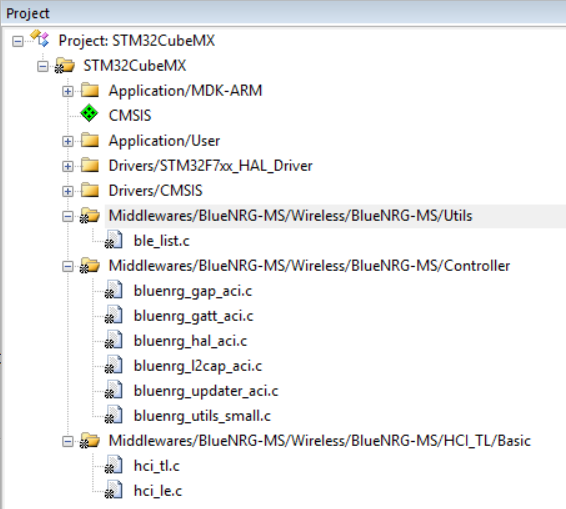 Project
Project: STM32CubeMX
STM32CubeMX
Application/MDK-ARM
CMSIS
Application/User
Drivers/STM32F7xx_HAL_Driver
Drivers/CMSIS
Middlewares/BlueNRG-MS/Wireless/BlueNRG-MS/Utils
ble_list.c
Middlewares/BlueNRG-MS/Wireless/BlueNRG-MS/Controller
bluenrg_gap_aci.c
bluenrg_gatt_aci.c
bluenrg_hal_aci.c
bluenrg_l2cap_aci.c
bluenrg_updater_aci.c
bluenrg_utils_small.c
Middlewares/BlueNRG-MS/Wireless/BlueNRG-MS/HCI_TL/Basic
hci_tl.c
hci_le.c